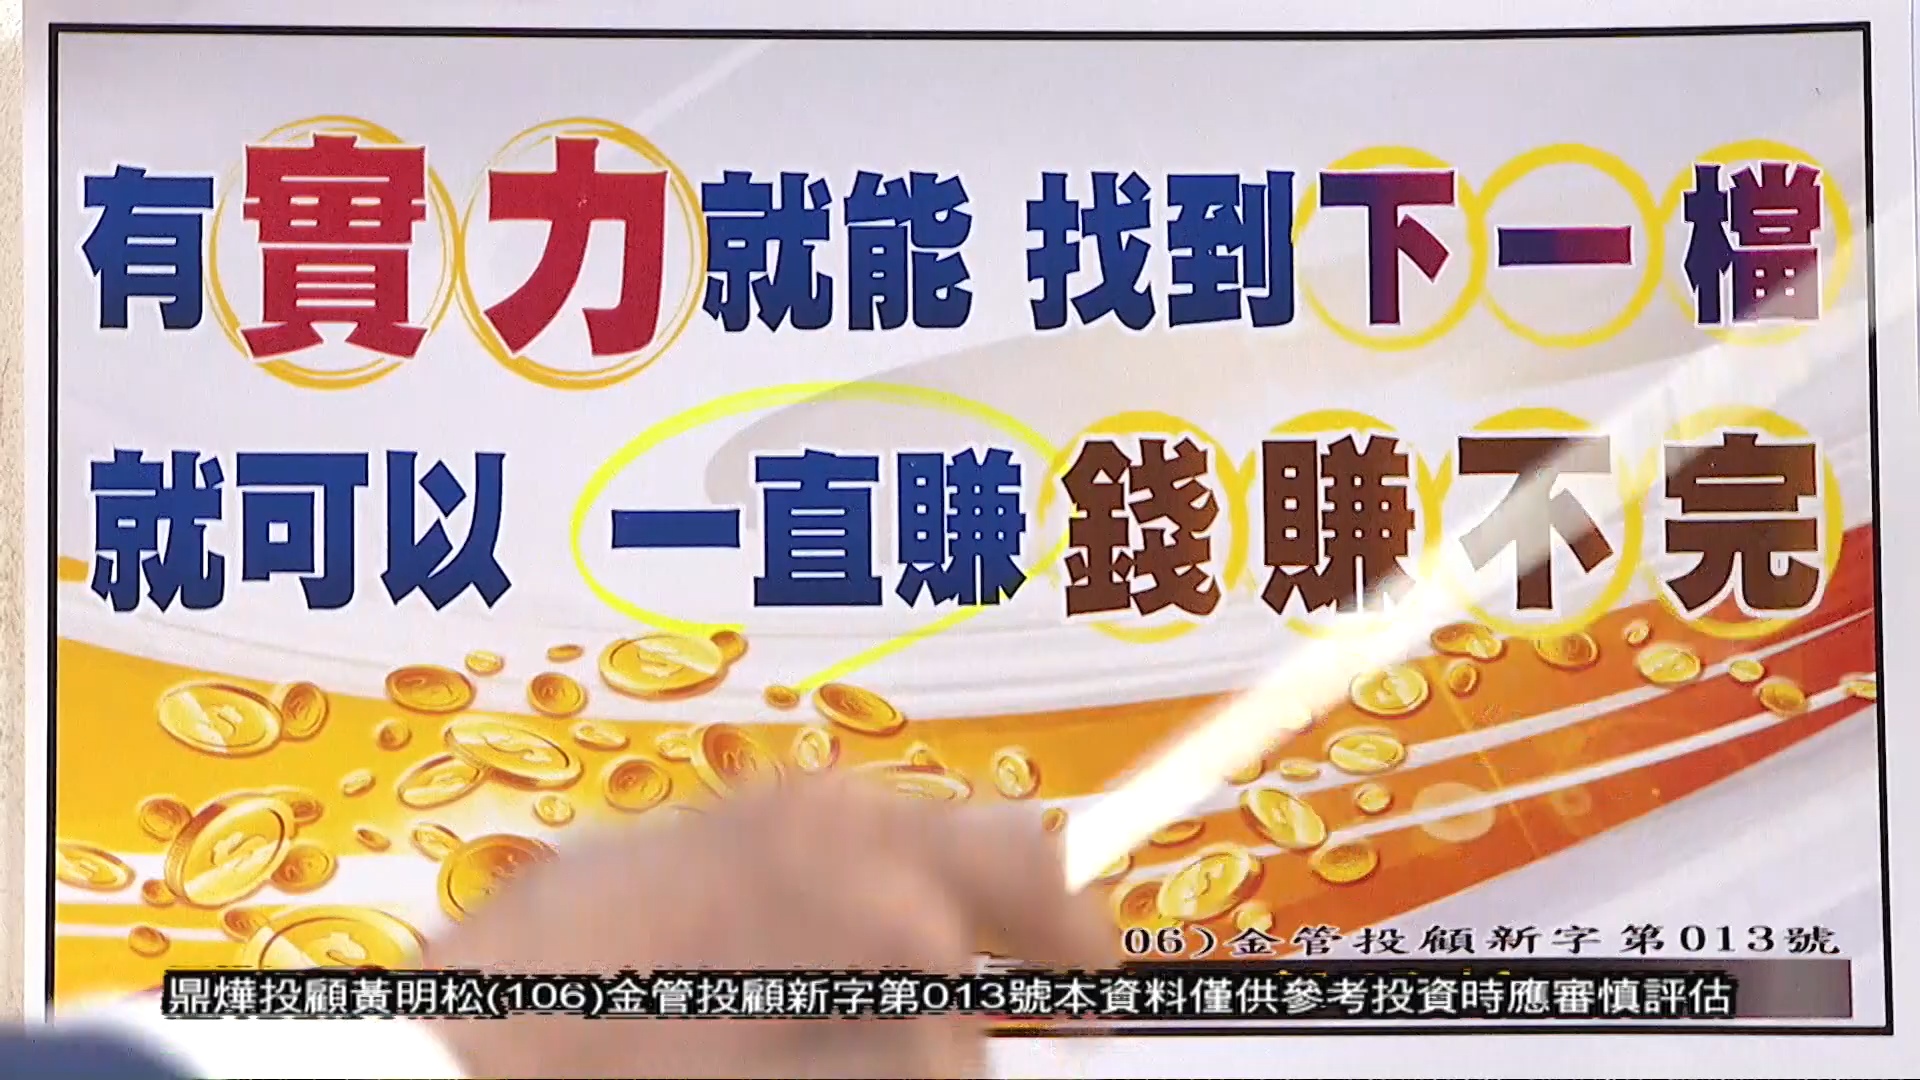 有實力就能 找到下一檔
就可以 一直賺錢賺不完
06)金管投顧新字第013號
鼎燁投顧黃明松(106)金管投顧新字第013號本資料僅供參考投資時應審慎評估